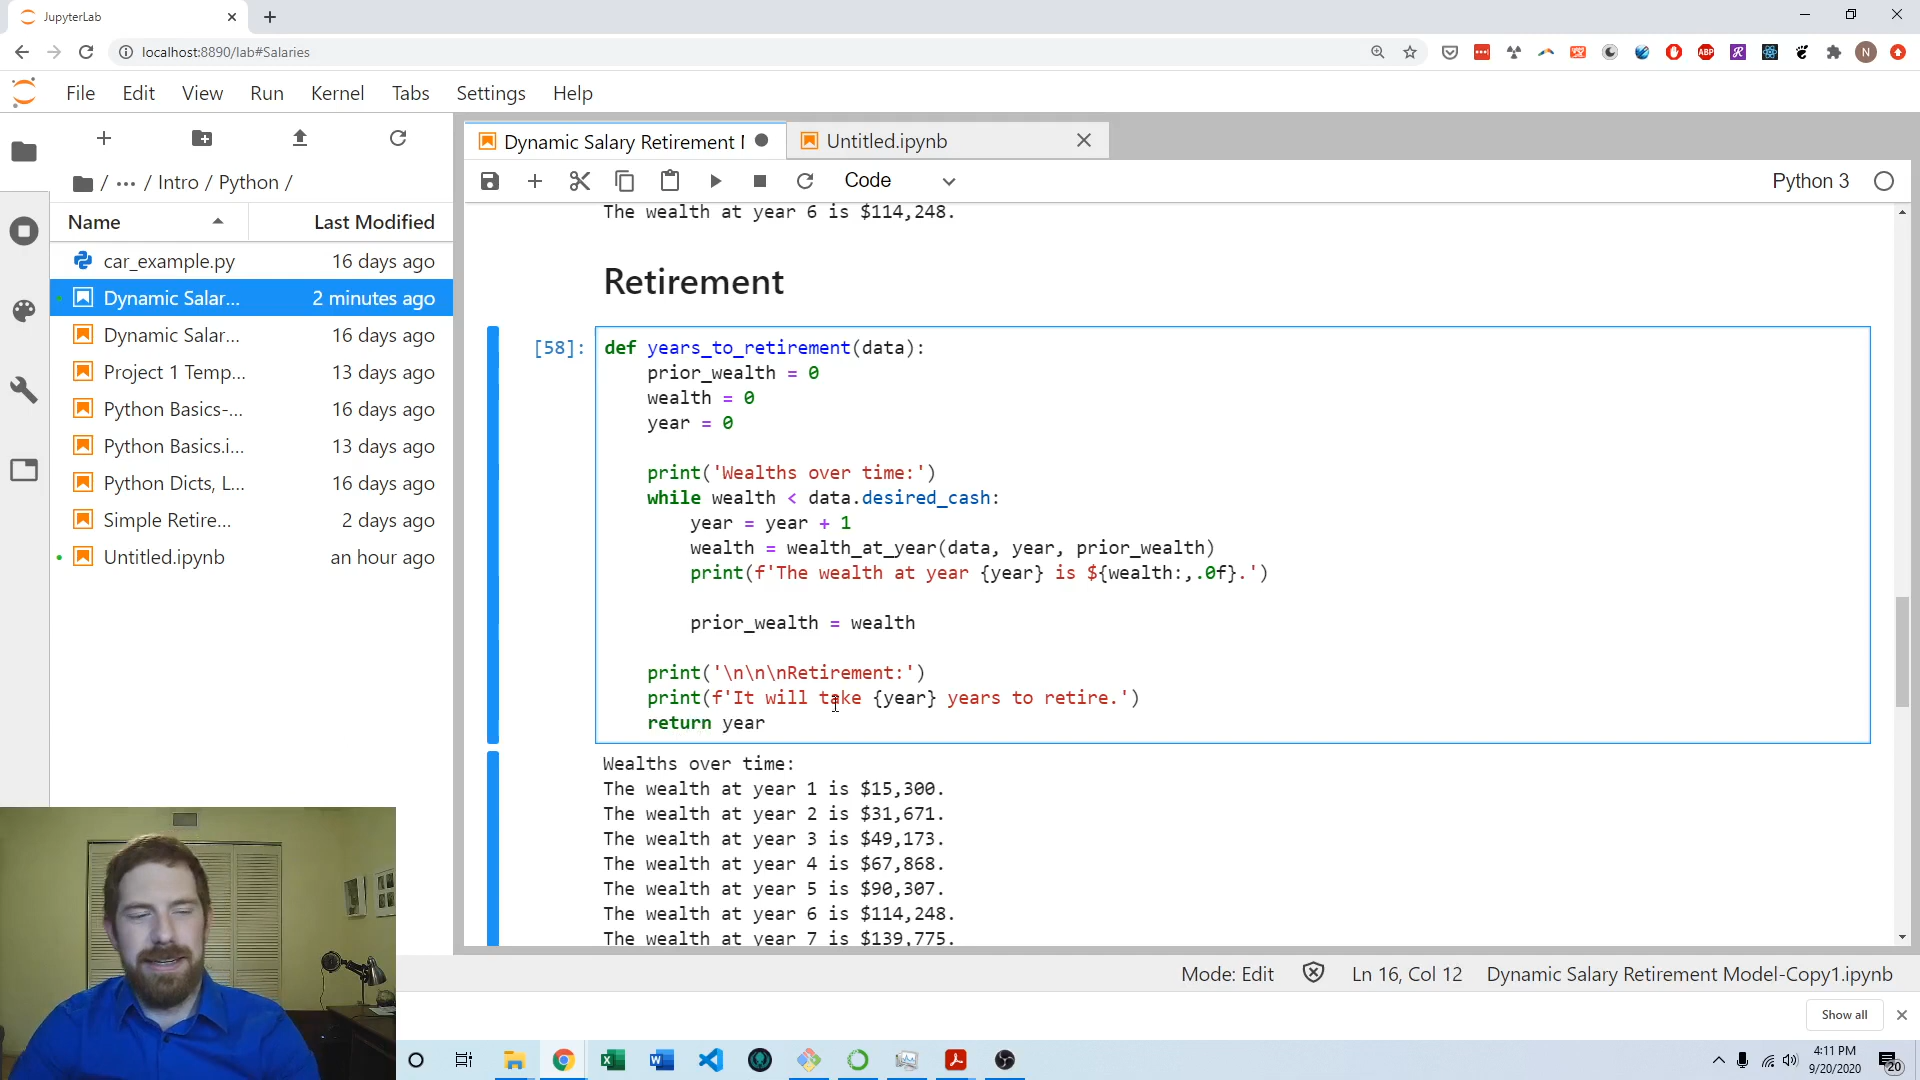 JupyterLab
localhost:8890/lab#Salaries
ABP
N
File Edit View Run Kernel Tabs Settings Help
Dynamic Salary Retirement I
Untitled.ipynb
/ ··· / Intro / Python /
Code
Python 3
Name Last Modified
car_example.py 16 days ago
Dynamic Salar... 2 minutes ago
Dynamic Salar... 16 days ago
Project 1 Temp... 13 days ago
Python Basics-... 16 days ago
Python Basics.i... 13 days ago
Python Dicts, L... 16 days ago
Simple Retire... 2 days ago
Untitled.ipynb an hour ago
The wealth at year 6 is $114,248.
Retirement
[58]:
def years_to_retirement(data):
    prior_wealth = 0
    wealth = 0
    year = 0
    print('Wealths over time:')
    while wealth < data.desired_cash:
        year = year + 1
        wealth = wealth_at_year(data, year, prior_wealth)
        print(f'The wealth at year {year} is ${wealth:,.0f}.')
        prior_wealth = wealth
    print('\n\n\nRetirement:')
    print(f'It will take {year} years to retire.')
    return year
Wealths over time:
The wealth at year 1 is $15,300.
The wealth at year 2 is $31,671.
The wealth at year 3 is $49,173.
The wealth at year 4 is $67,868.
The wealth at year 5 is $90,307.
The wealth at year 6 is $114,248.
The wealth at year 7 is $139,775.
Mode: Edit Ln 16, Col 12 Dynamic Salary Retirement Model-Copy1.ipynb
Show all
4:11 PM
9/20/2020
20